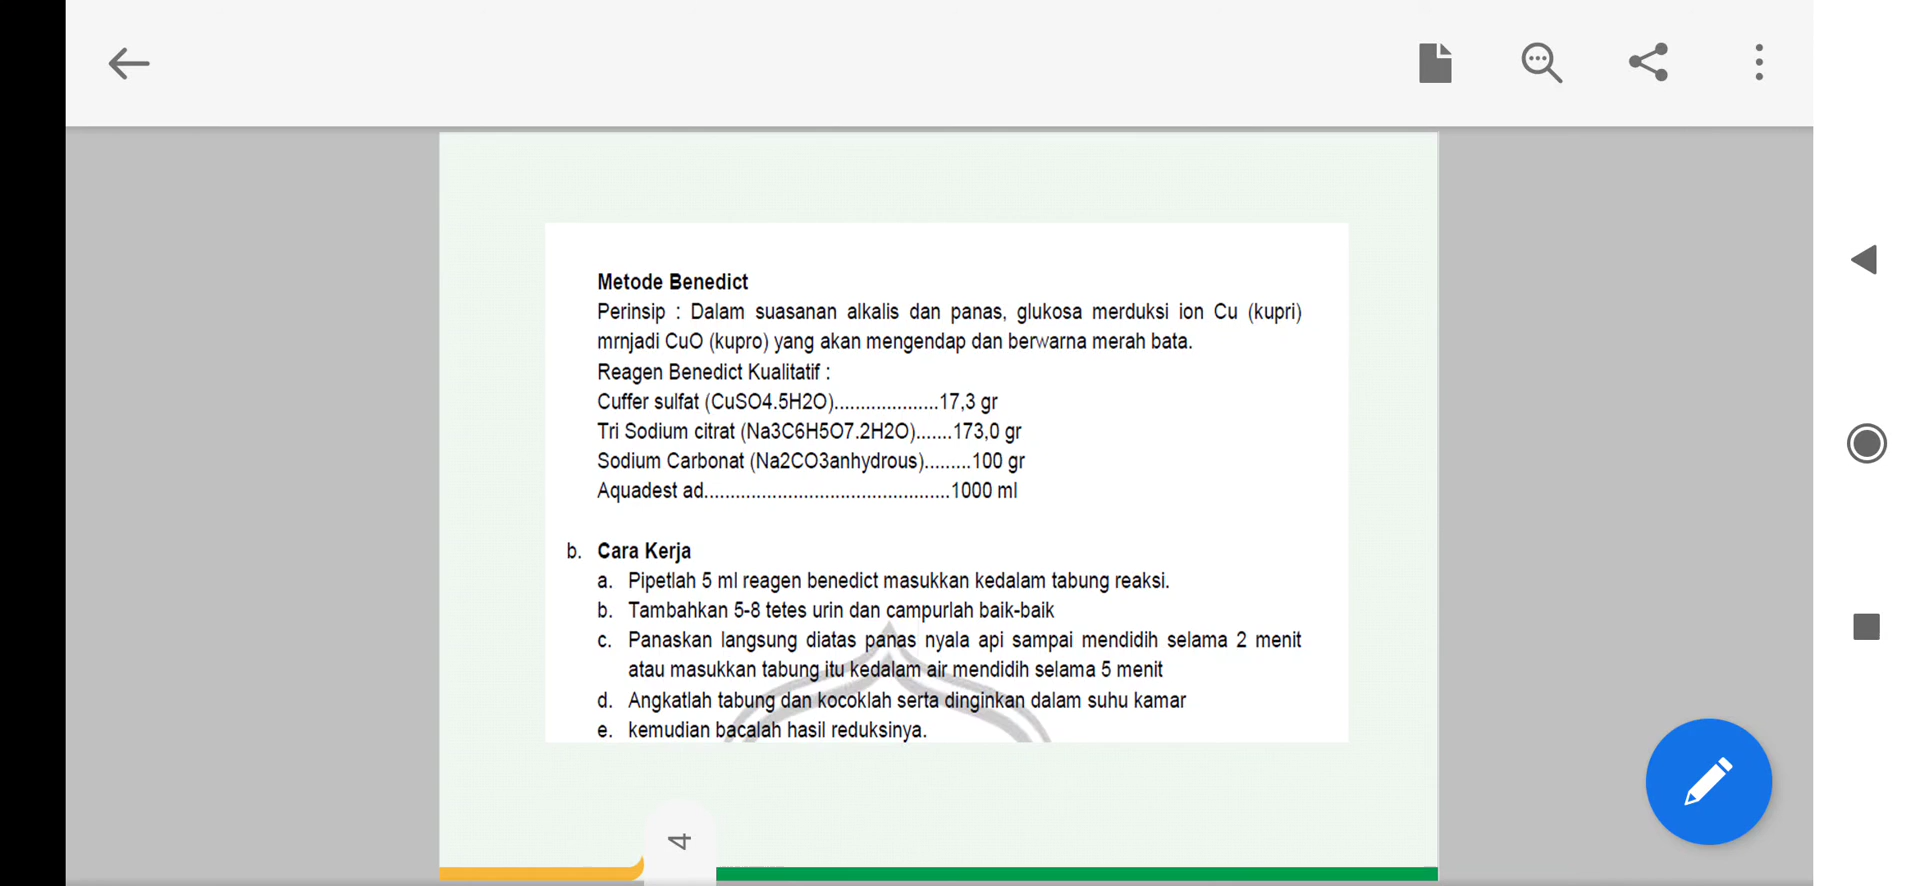 Metode Benedict
Perinsip : Dalam suasanan alkalis dan panas, glukosa merduksi ion Cu (kupri)
mrnjadi CuO (kupro) yang akan mengendap dan berwarna merah bata.
Reagen Benedict Kualitatif :
Cuffer sulfat (CuSO4.5H2O)....................17,3 gr
Tri Sodium citrat (Na3C6H5O7.2H2O).......173,0 gr
Sodium Carbonat (Na2CO3anhydrous).........100 gr
Aquadest ad...............................................1000 ml
b. Cara Kerja
a. Pipetlah 5 ml reagen benedict masukkan kedalam tabung reaksi.
b. Tambahkan 5-8 tetes urin dan campurlah baik-baik
c. Panaskan langsung diatas panas nyala api sampai mendidih selama 2 menit
atau masukkan tabung itu kedalam air mendidih selama 5 menit
d. Angkatlah tabung dan kocoklah serta dinginkan dalam suhu kamar
e. kemudian bacalah hasil reduksinya.
4